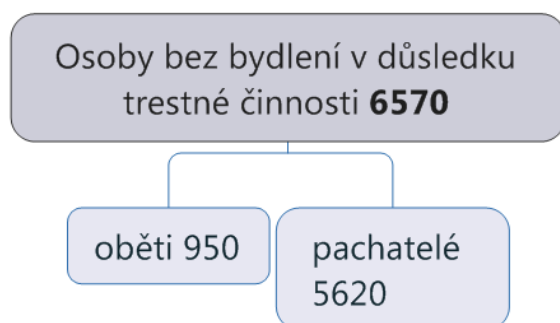 Osoby bez bydlení v důsledku
trestné činnosti 6570
oběti 950
pachatelé
5620